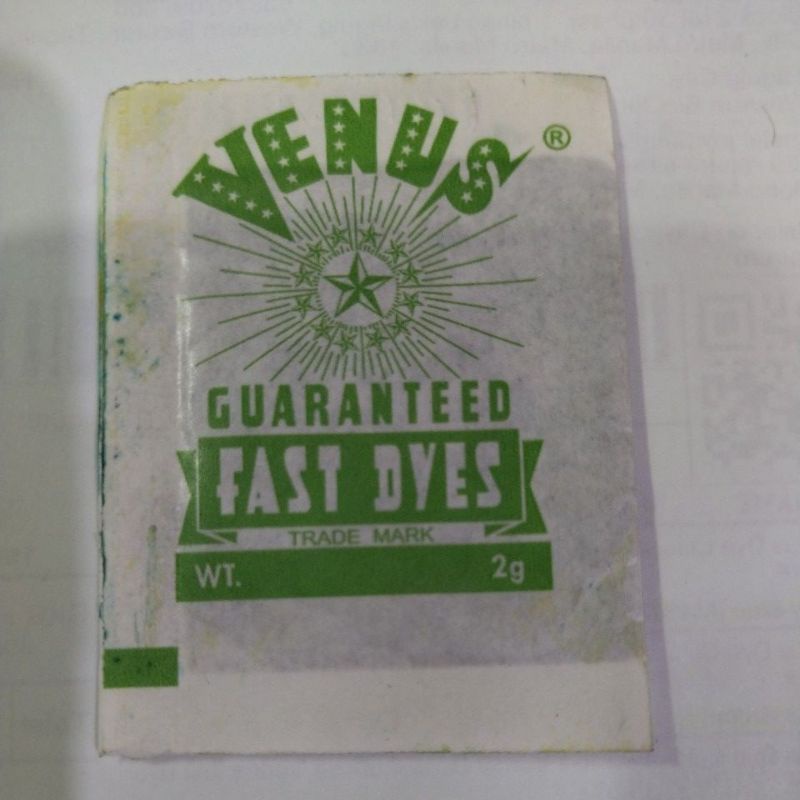 VENUS ®
GUARANTEED
FAST DYES
TRADE MARK
WT. 2g